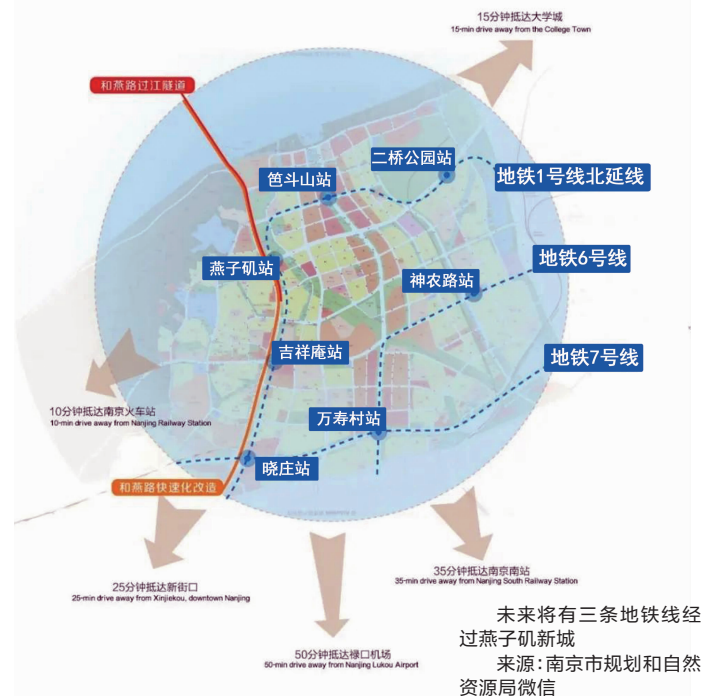 15分钟抵达大学城
15-min drive away from the College Town
和燕路过江隧道
二桥公园站
笆斗山站
地铁1号线北延线
燕子矶站
地铁6号线
神农路站
吉祥庵站
地铁7号线
10分钟抵达南京火车站
10-min drive away from Nanjing Railway Station
万寿村站
晓庄站
和燕路快速化改造
25分钟抵达新街口
25-min drive away from Xinjiekou, downtown Nanjing
35分钟抵达南京南站
35-min drive away from Nanjing South Railway Station
50分钟抵达禄口机场
50-min drive away from Nanjing Lukou Airport
未来将有三条地铁线经
过燕子矶新城
来源:南京市规划和自然
资源局微信